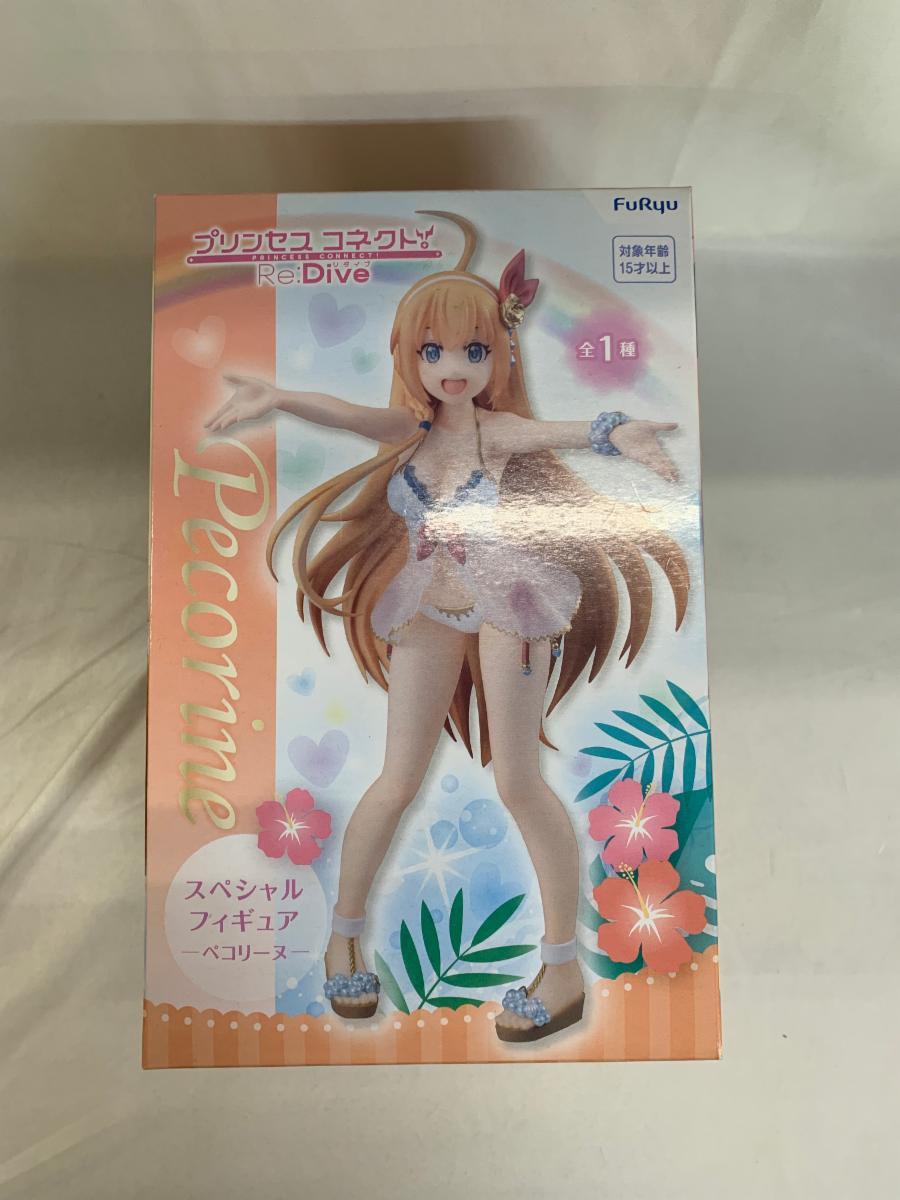 FuRyu
プリンセス コネクト!
PRINCESS CONNECT!
リダイブ
Re:Dive
対象年齢
15才以上
全1種
Pecorine
スペシャル
フィギュア
―ペコリーヌ―